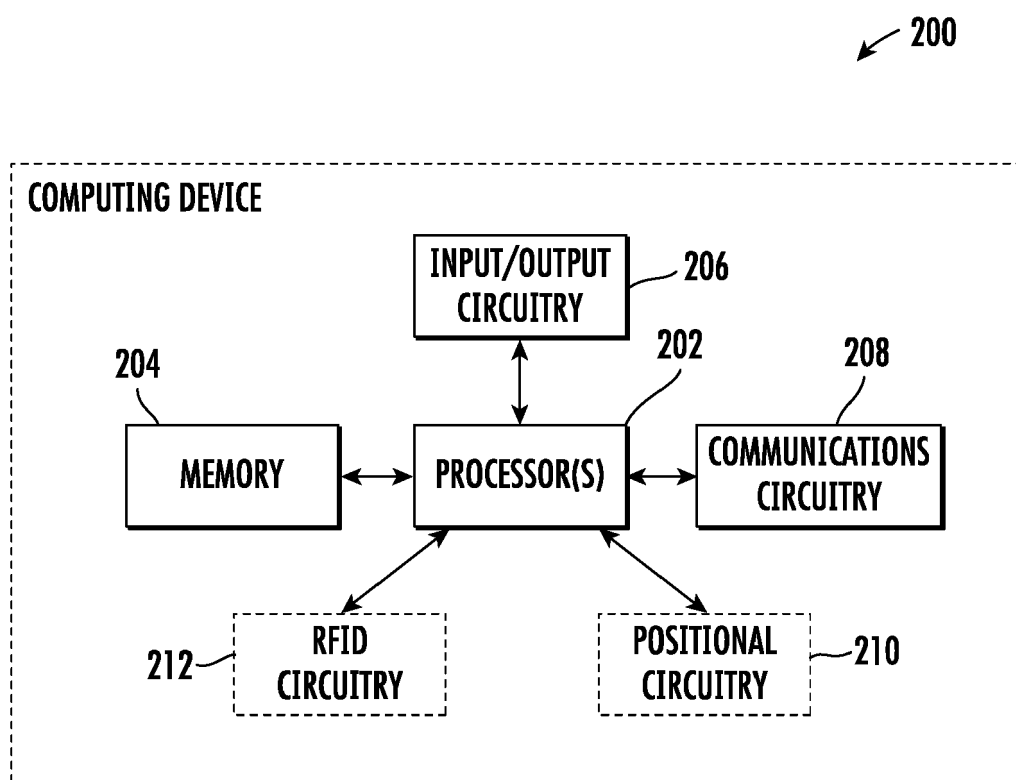 200
COMPUTING DEVICE
INPUT/OUTPUT
CIRCUITRY
206
204
202
208
MEMORY
PROCESSOR(S)
COMMUNICATIONS
CIRCUITRY
212
RFID
CIRCUITRY
POSITIONAL
CIRCUITRY
210